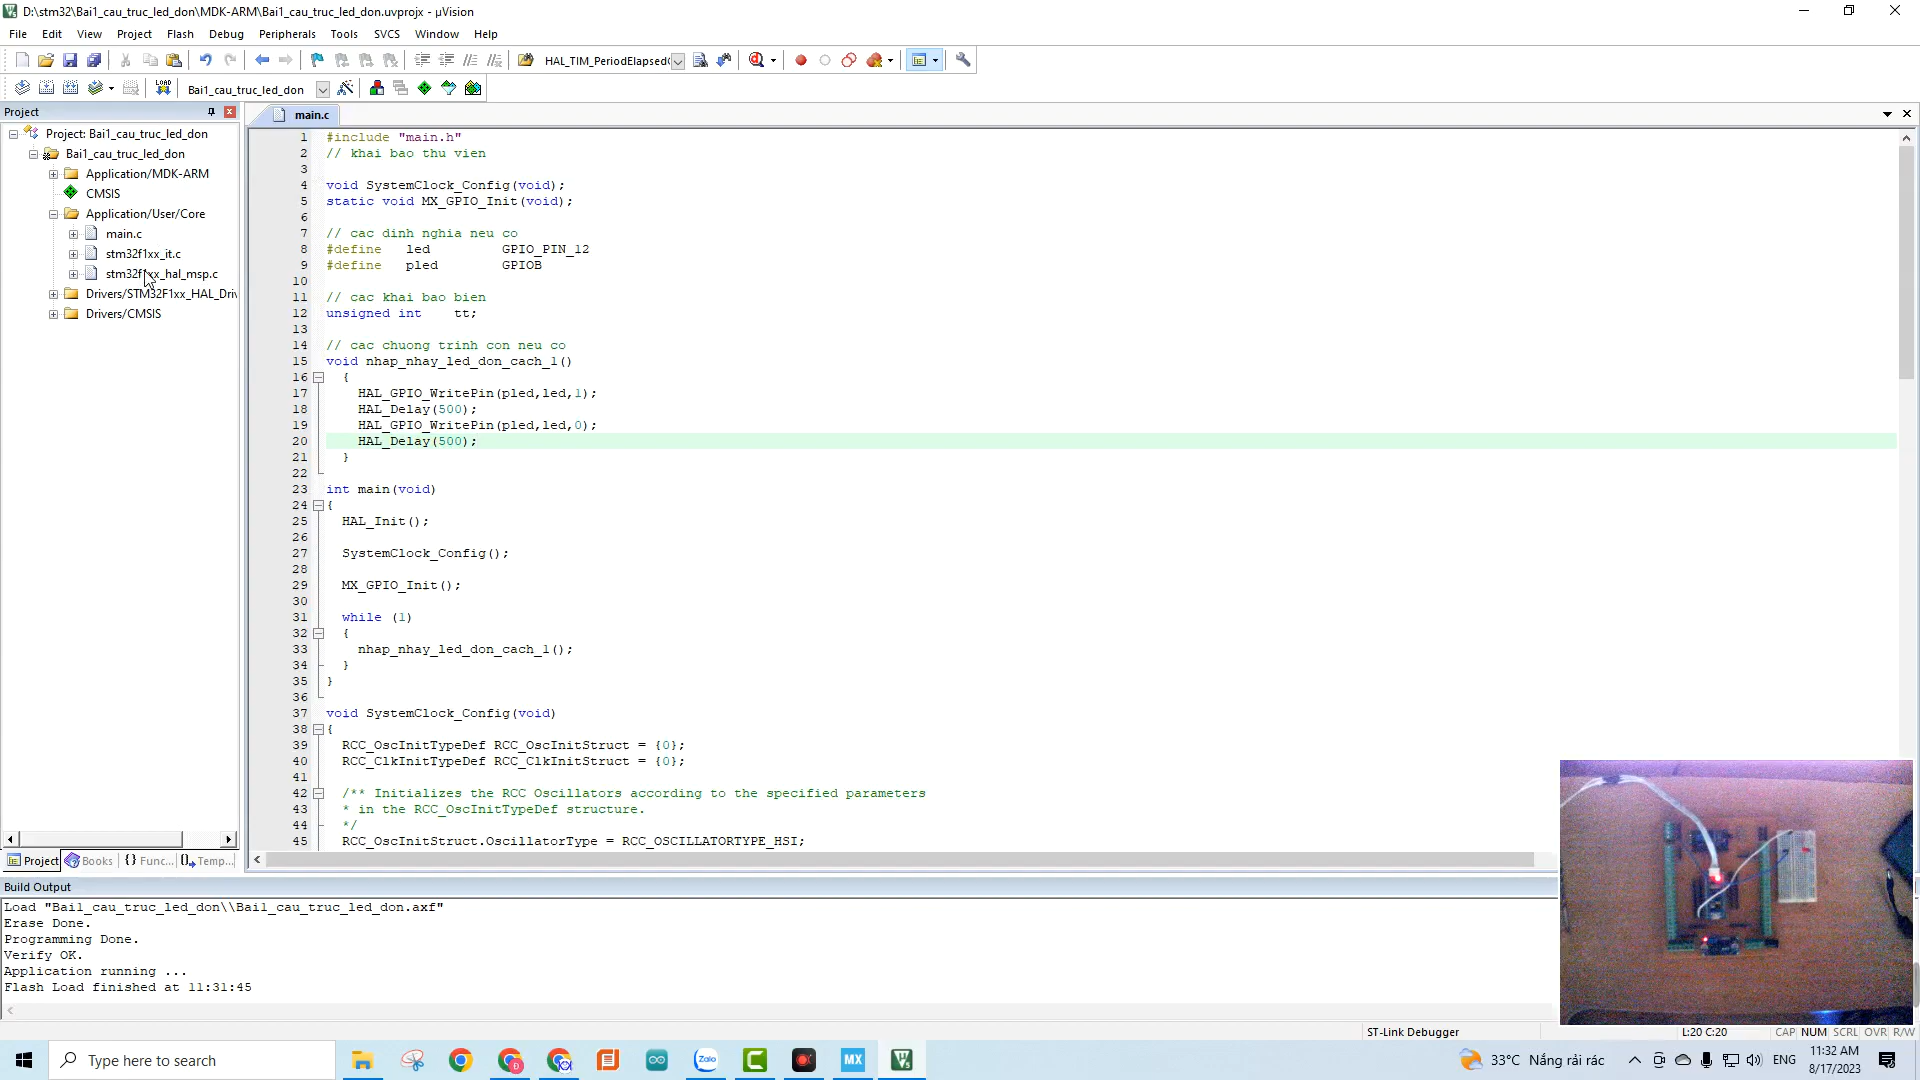 D:\stm32\Bai1_cau_truc_led_don\MDK-ARM\Bai1_cau_truc_led_don.uvprojx - µVision
File Edit View Project Flash Debug Peripherals Tools SVCS Window Help
HAL_TIM_PeriodElapsed
LOAD Bai1_cau_truc_led_don
Project
main.c
Project: Bai1_cau_truc_led_don
Bai1_cau_truc_led_don
Application/MDK-ARM
CMSIS
Application/User/Core
main.c
stm32f1xx_it.c
stm32f1xx_hal_msp.c
Drivers/STM32F1xx_HAL_Driv
Drivers/CMSIS
Project Books {} Func... Temp...
1 #include "main.h"
2 // khai bao thu vien
3
4 void SystemClock_Config(void);
5 static void MX_GPIO_Init(void);
6
7 // cac dinh nghia neu co
8 #define led GPIO_PIN_12
9 #define pled GPIOB
10
11 // cac khai bao bien
12 unsigned int tt;
13
14 // cac chuong trinh con neu co
15 void nhap_nhay_led_don_cach_1()
16 {
17 HAL_GPIO_WritePin(pled,led,1);
18 HAL_Delay(500);
19 HAL_GPIO_WritePin(pled,led,0);
20 HAL_Delay(500);
21 }
22
23 int main(void)
24 {
25 HAL_Init();
26
27 SystemClock_Config();
28
29 MX_GPIO_Init();
30
31 while (1)
32 {
33 nhap_nhay_led_don_cach_1();
34 }
35 }
36
37 void SystemClock_Config(void)
38 {
39 RCC_OscInitTypeDef RCC_OscInitStruct = {0};
40 RCC_ClkInitTypeDef RCC_ClkInitStruct = {0};
41
42 /** Initializes the RCC Oscillators according to the specified parameters
43 * in the RCC_OscInitTypeDef structure.
44 */
45 RCC_OscInitStruct.OscillatorType = RCC_OSCILLATORTYPE_HSI;
Build Output
Load "Bai1_cau_truc_led_don\\Bai1_cau_truc_led_don.axf"
Erase Done.
Programming Done.
Verify OK.
Application running ...
Flash Load finished at 11:31:45
ST-Link Debugger L:20 C:20 CAP NUM SCRL OVR R/W
Type here to search
Zalo
MX
33°C Nắng rải rác
ENG
11:32 AM
8/17/2023